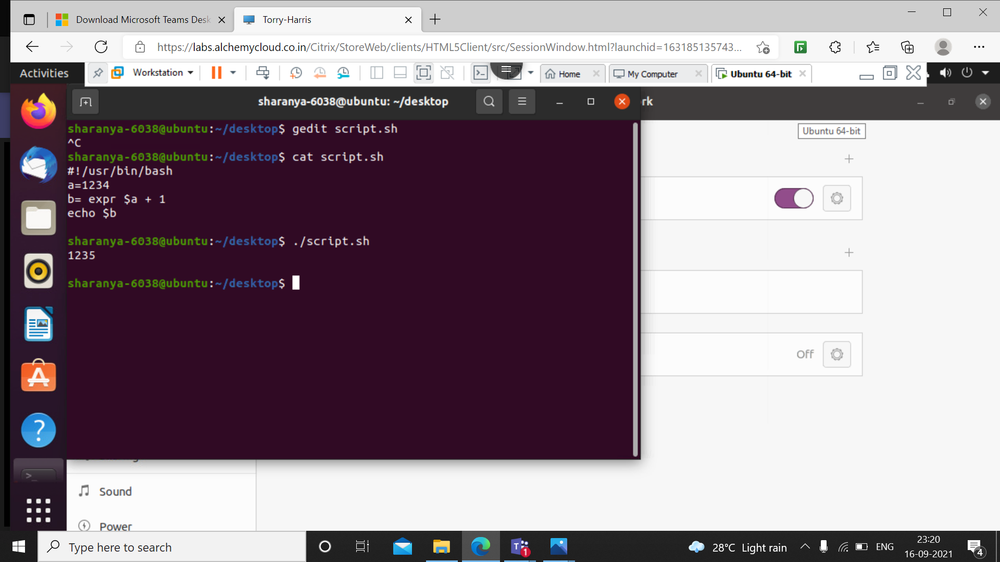 Download Microsoft Teams Desk
Torry-Harris
https://labs.alchemycloud.co.in/Citrix/StoreWeb/clients/HTML5Client/src/SessionWindow.html?launchid=163185135743...
Activities
Workstation
Home
My Computer
Ubuntu 64-bit
sharanya-6038@ubuntu: ~/desktop
rk
Ubuntu 64-bit
sharanya-6038@ubuntu:~/desktop$ gedit script.sh
^C
sharanya-6038@ubuntu:~/desktop$ cat script.sh
#!/usr/bin/bash
a=1234
b= expr $a + 1
echo $b
sharanya-6038@ubuntu:~/desktop$ ./script.sh
1235
sharanya-6038@ubuntu:~/desktop$
Off
Sound
Power
Type here to search
1
28°C Light rain
ENG
23:20
16-09-2021
4